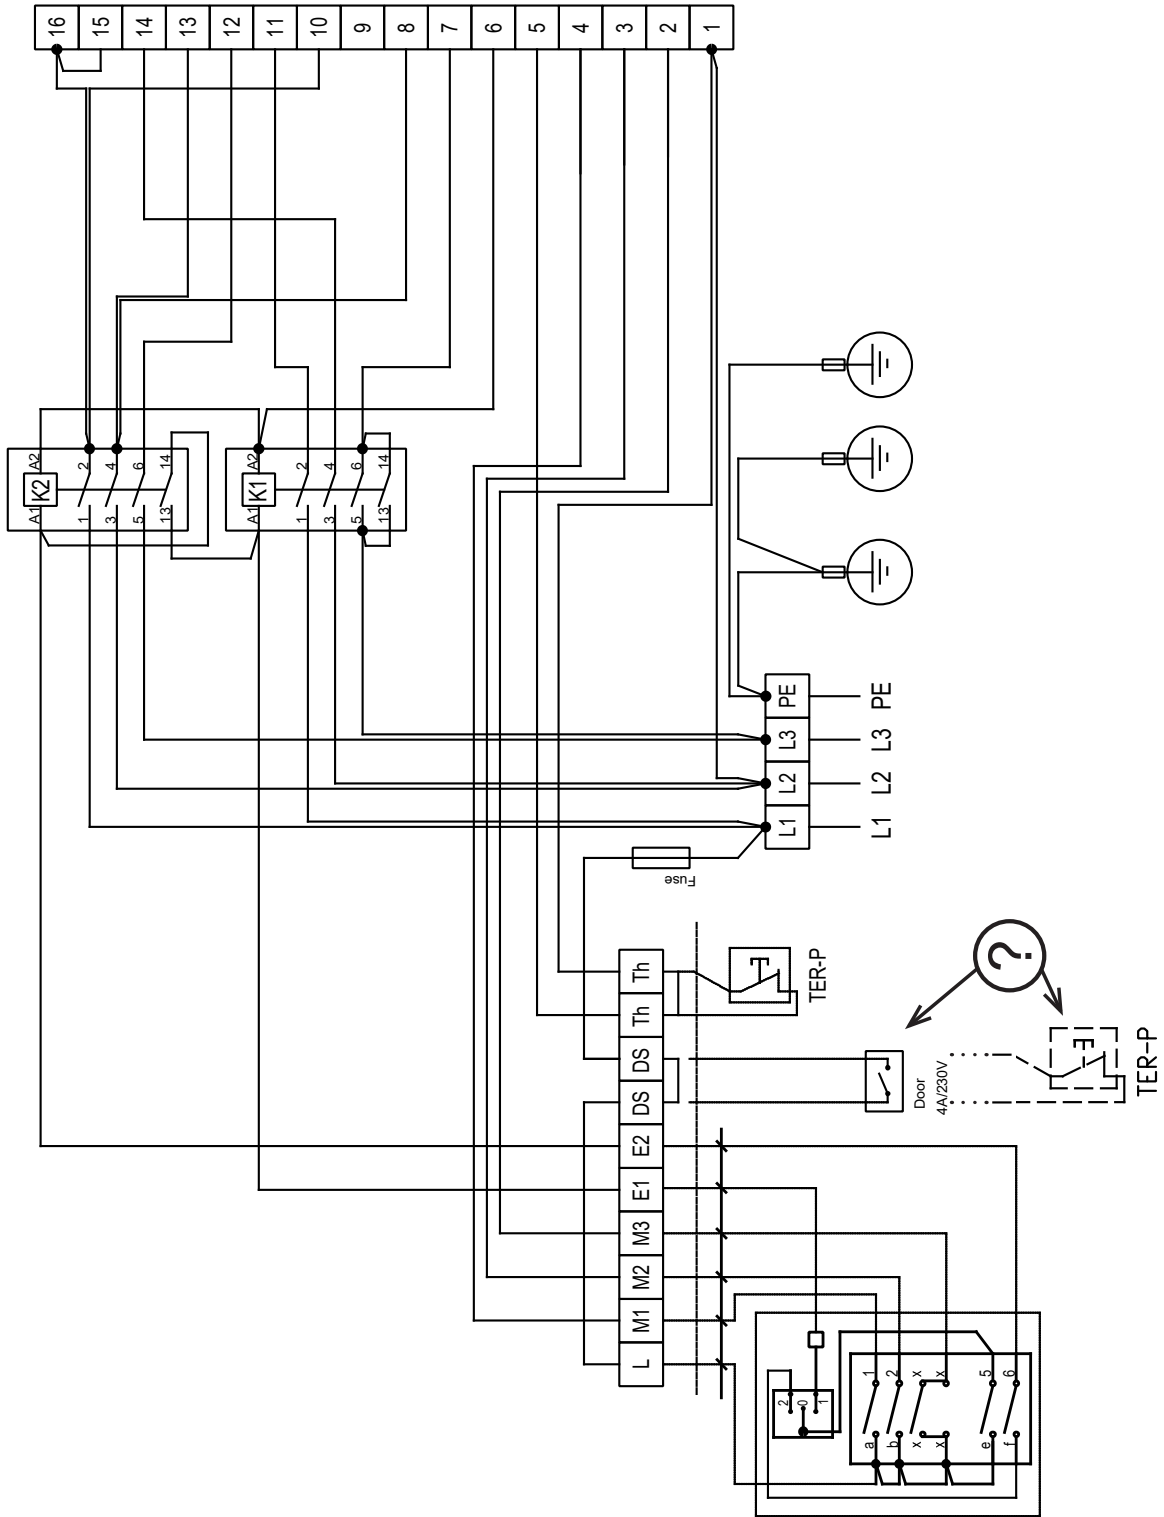 16 15 14 13 12 11 10 9 8 7 6 5 4 3 2 1
A2 2 4 6 14
K2
A1 1 3 5 13
A2 2 4 6 14
K1
A1 1 3 5 13
L1 L2 L3 PE
L1 L2 L3 PE
Fuse
L M1 M2 M3 E1 E2 DS DS Th Th
TER-P
Door
4A/230V
?
TER-P
2 0 1
1 2 x x 5 6
a b x x e f